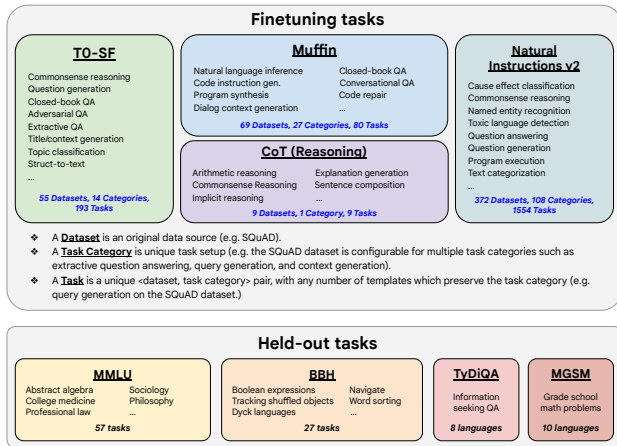 Finetuning tasks
T0-SF
Commonsense reasoning
Question generation
Closed-book QA
Adversarial QA
Extractive QA
Title/context generation
Topic classification
Struct-to-text
...
55 Datasets, 14 Categories,
193 Tasks
Muffin
Natural language inference
Code instruction gen.
Program synthesis
Dialog context generation
Closed-book QA
Conversational QA
Code repair
...
69 Datasets, 27 Categories, 80 Tasks
CoT (Reasoning)
Arithmetic reasoning
Commonsense Reasoning
Implicit reasoning
Explanation generation
Sentence composition
...
9 Datasets, 1 Category, 9 Tasks
Natural
Instructions v2
Cause effect classification
Commonsense reasoning
Named entity recognition
Toxic language detection
Question answering
Question generation
Program execution
Text categorization
...
372 Datasets, 108 Categories,
1554 Tasks
❖ A Dataset is an original data source (e.g. SQuAD).
❖ A Task Category is unique task setup (e.g. the SQuAD dataset is configurable for multiple task categories such as
extractive question answering, query generation, and context generation).
❖ A Task is a unique <dataset, task category> pair, with any number of templates which preserve the task category (e.g.
query generation on the SQuAD dataset.)
Held-out tasks
MMLU
Abstract algebra
College medicine
Professional law
Sociology
Philosophy
...
57 tasks
BBH
Boolean expressions
Tracking shuffled objects
Dyck languages
Navigate
Word sorting
...
27 tasks
TyDiQA
Information
seeking QA
8 languages
MGSM
Grade school
math problems
10 languages